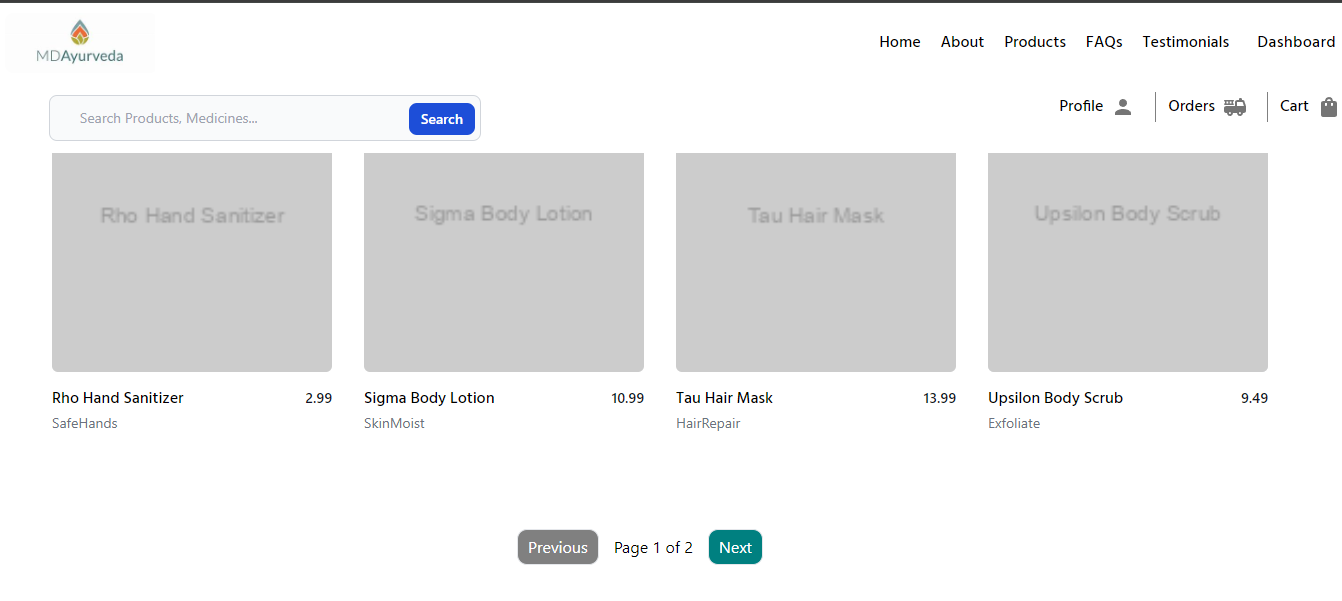 MDAyurveda
Home About Products FAQs Testimonials Dashboard
Search Products, Medicines... Search
Profile Orders Cart
Rho Hand Sanitizer Sigma Body Lotion Tau Hair Mask Upsilon Body Scrub
Rho Hand Sanitizer 2.99 Sigma Body Lotion 10.99 Tau Hair Mask 13.99 Upsilon Body Scrub 9.49
SafeHands SkinMoist HairRepair Exfoliate
Previous Page 1 of 2 Next